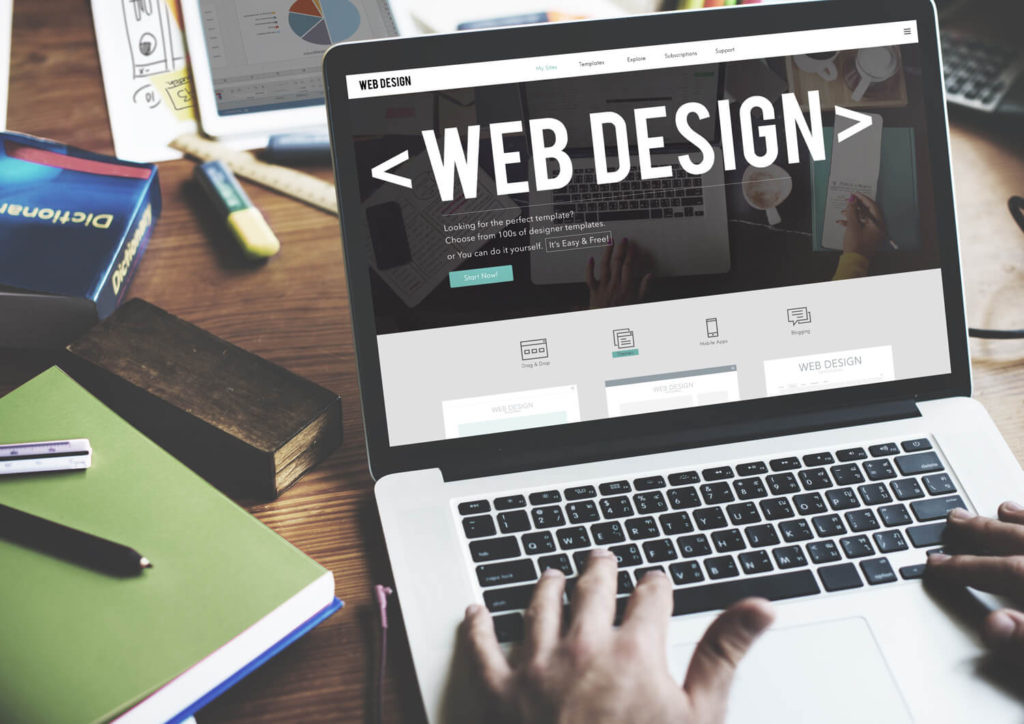 WEB DESIGN
My Sites
Templates
Explore
Subscriptions
Support
<WEB DESIGN>
Looking for the perfect template?
Choose from 100s of designer templates.
or You can do it yourself. It's Easy & Free!
Start Now!
Drag & Drop
Mobile Apps
Blogging
WEB DESIGN
WEB DESIGN
WEB DESIGN
Dictionar
Dictionary